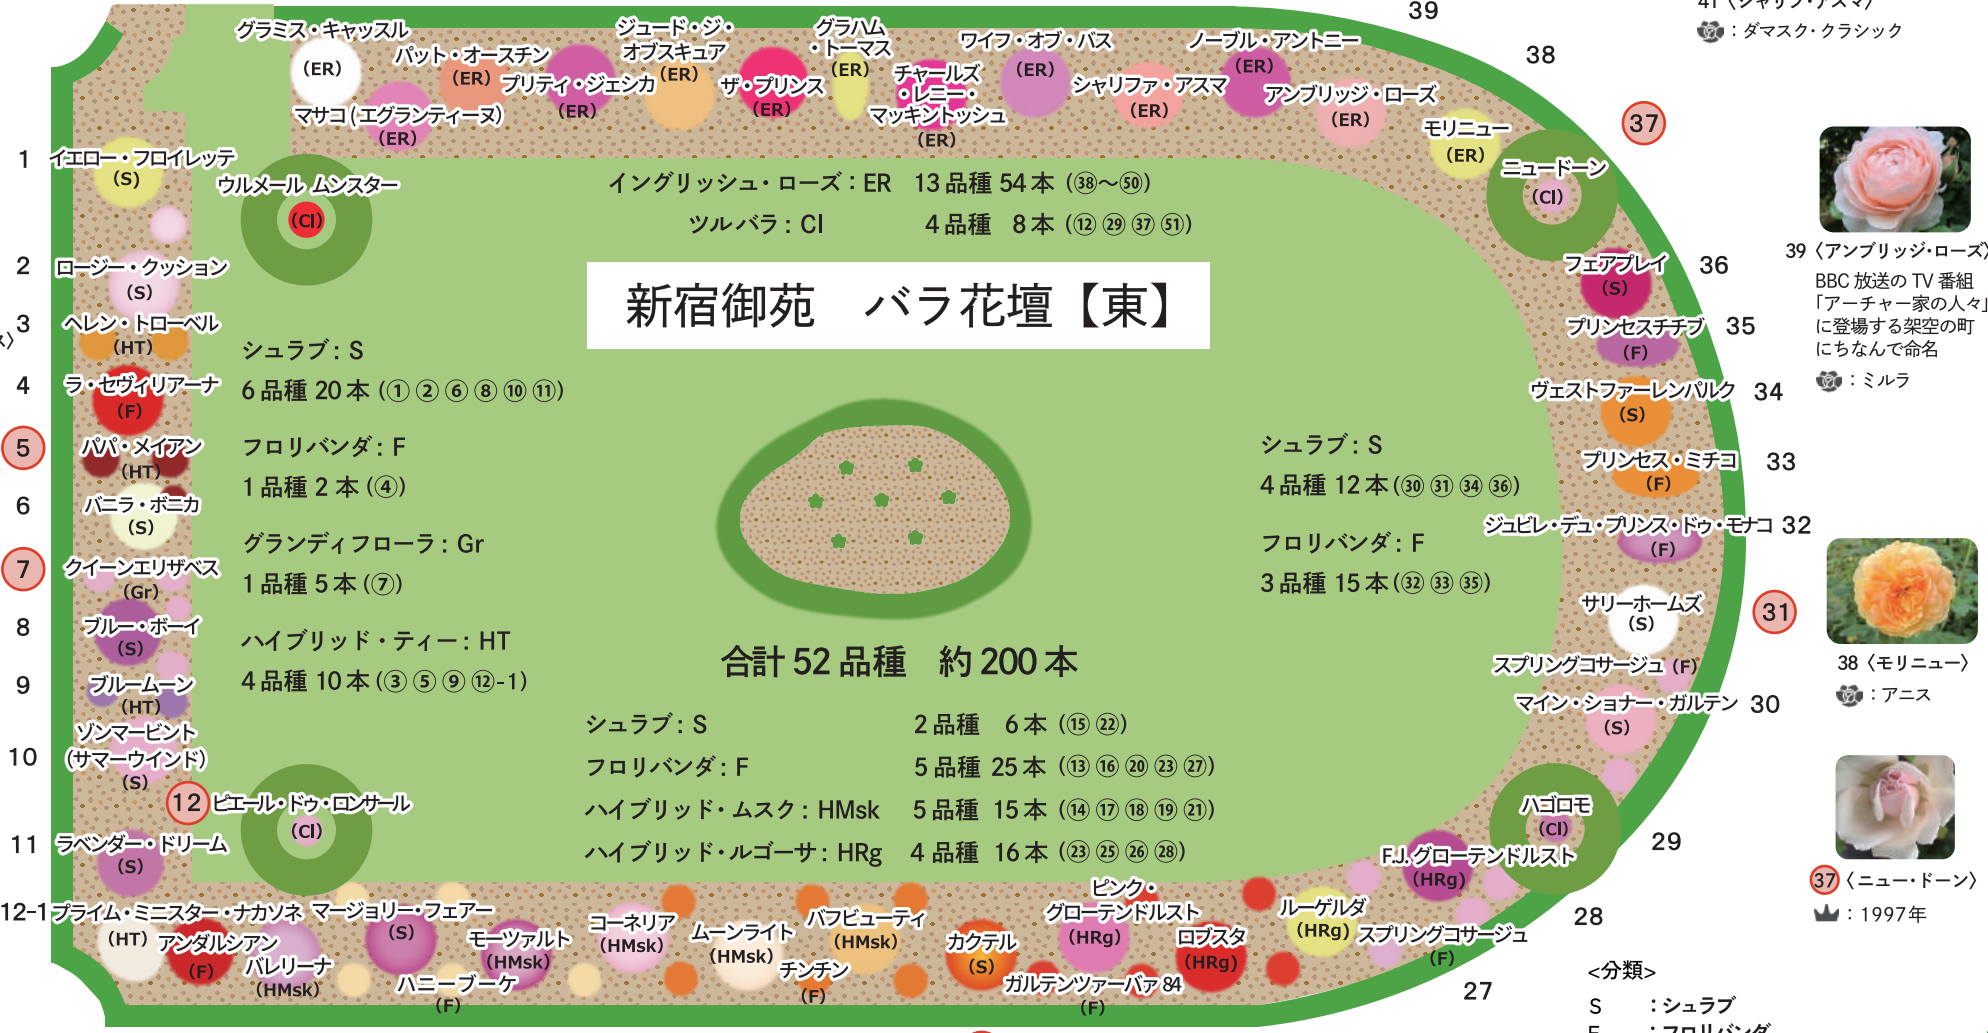 39
38
37
グラミス・キャッスル
(ER)
パット・オースチン
(ER)
マサコ(エグランティーヌ)
(ER)
プリティ・ジェシカ
(ER)
ジュード・ジ・
オブスキュア
(ER)
ザ・プリンス
(ER)
グラハム
・トーマス
(ER)
チャールズ
・レニー・
マッキントッシュ
(ER)
ワイフ・オブ・バス
(ER)
シャリファ・アスマ
(ER)
ノーブル・アントニー
(ER)
アンブリッジ・ローズ
(ER)
モリニュー
(ER)
ニュードーン
(Cl)
1
イエロー・フロイレッテ
(S)
ウルメール ムンスター
(Cl)
2
ロージー・クッション
(S)
3
ヘレン・トローベル
(HT)
4
ラ・セヴィリアーナ
(F)
5
パパ・メイアン
(HT)
6
バニラ・ボニカ
(S)
7
クイーンエリザベス
(Gr)
8
ブルー・ボーイ
(S)
9
ブルームーン
(HT)
10
ゾンマービント
(サマーウインド)
(S)
12
ピエール・ドゥ・ロンサール
(Cl)
11
ラベンダー・ドリーム
(S)
12-1
プライム・ミニスター・ナカソネ
(HT)
イングリッシュ・ローズ：ER 13品種 54本 (㊳～㊿)
ツルバラ：Cl 4品種 8本 (⑫ ㉙ ㊲ 51)
新宿御苑 バラ花壇【東】
シュラブ：S
6品種 20本 (① ② ⑥ ⑧ ⑩ ⑪)
フロリバンダ：F
1品種 2本 (④)
グランディフローラ：Gr
1品種 5本 (⑦)
ハイブリッド・ティー：HT
4品種 10本 (③ ⑤ ⑨ ⑫-1)
シュラブ：S
4品種 12本 (㉚ ㉛ ㉞ ㊱)
フロリバンダ：F
3品種 15本 (㉜ ㉝ ㉟)
合計 52品種 約200本
シュラブ：S 2品種 6本 (⑮ ㉒)
フロリバンダ：F 5品種 25本 (⑬ ⑯ ⑳ ㉓ ㉗)
ハイブリッド・ムスク：HMsk 5品種 15本 (⑭ ⑰ ⑱ ⑲ ㉑)
ハイブリッド・ルゴーサ：HRg 4品種 16本 (㉓ ㉕ ㉖ ㉘)
フェアプレイ
(S)
36
プリンセスチチブ
(F)
35
ヴェストファーレンパルク
(S)
34
プリンセス・ミチコ
(F)
33
ジュビレ・デュ・プリンス・ドゥ・モナコ
(F)
32
サリーホームズ
(S)
31
スプリングコサージュ (F)
マイン・ショナー・ガルテン
(S)
30
ハゴロモ
(Cl)
29
F.J.グローテンドルスト
(HRg)
28
アンダルシアン
(F)
バレリーナ
(HMsk)
マージョリー・フェアー
(S)
ハニーブーケ
(F)
モーツァルト
(HMsk)
コーネリア
(HMsk)
ムーンライト
(HMsk)
チンチン
(F)
バフビューティ
(HMsk)
カクテル
(S)
ピンク・
グローテンドルスト
(HRg)
ガルテンツァーバァ 84
(F)
ロブスタ
(HRg)
ルーゲルダ
(HRg)
スプリングコサージュ
(F)
27
：ダマスク・クラシック
39〈アンブリッジ・ローズ〉
BBC 放送の TV 番組
「アーチャー家の人々」
に登場する架空の町
にちなんで命名
：ミルラ
38〈モリニュー〉
：アニス
37〈ニュー・ドーン〉
：1997年
<分類>
S ：シュラブ